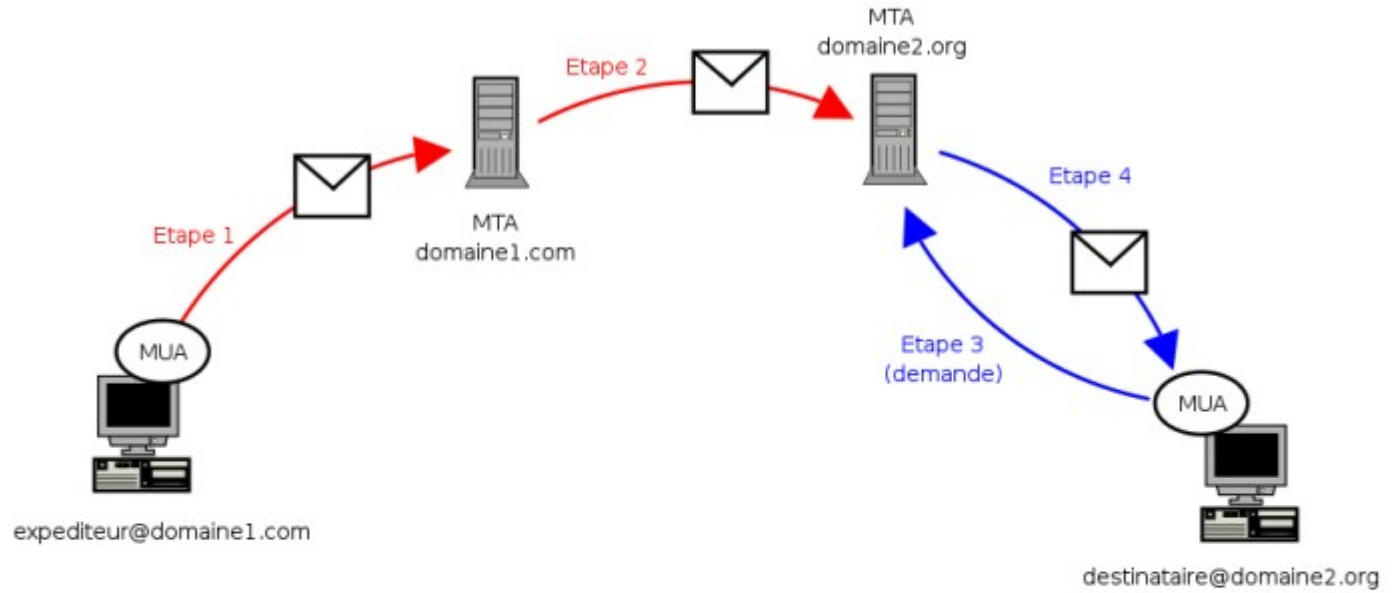 MTA
domaine2.org
Etape 2
Etape 4
Etape 1
MTA
domaine1.com
Etape 3
(demande)
MUA
MUA
expediteur@domaine1.com
destinataire@domaine2.org